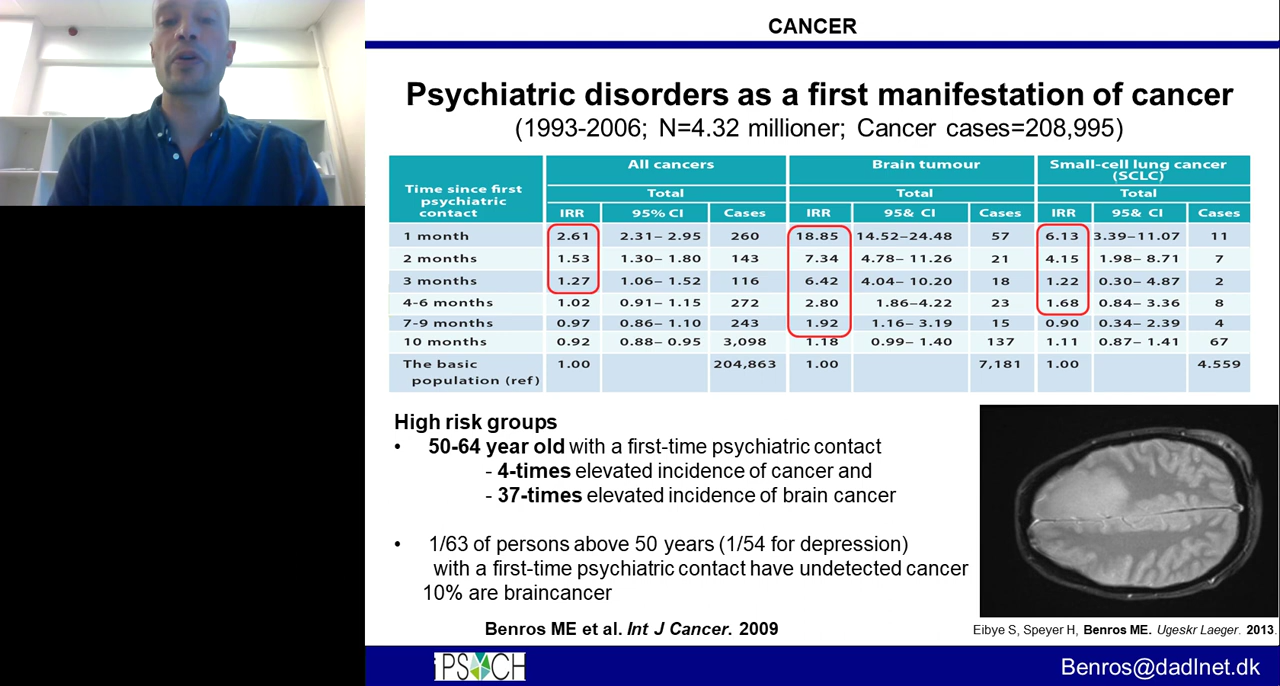 CANCER
Psychiatric disorders as a first manifestation of cancer
(1993-2006; N=4.32 millioner; Cancer cases=208,995)
Time since first psychiatric contact All cancers Brain tumour Small-cell lung cancer (SCLC)
Total Total Total
IRR 95% CI Cases IRR 95& CI Cases IRR 95& CI Cases
1 month 2.61 2.31– 2.95 260 18.85 14.52–24.48 57 6.13 3.39–11.07 11
2 months 1.53 1.30– 1.80 143 7.34 4.78– 11.26 21 4.15 1.98– 8.71 7
3 months 1.27 1.06– 1.52 116 6.42 4.04– 10.20 18 1.22 0.30– 4.87 2
4-6 months 1.02 0.91– 1.15 272 2.80 1.86–4.22 23 1.68 0.84– 3.36 8
7-9 months 0.97 0.86– 1.10 243 1.92 1.16– 3.19 15 0.90 0.34– 2.39 4
10 months 0.92 0.88– 0.95 3,098 1.18 0.99– 1.40 137 1.11 0.87– 1.41 67
The basic population (ref) 1.00 204,863 1.00 7,181 1.00 4.559
High risk groups
• 50-64 year old with a first-time psychiatric contact
- 4-times elevated incidence of cancer and
- 37-times elevated incidence of brain cancer
• 1/63 of persons above 50 years (1/54 for depression)
with a first-time psychiatric contact have undetected cancer
10% are braincancer
Benros ME et al. Int J Cancer. 2009
Eibye S, Speyer H, Benros ME. Ugeskr Laeger. 2013.
iPSYCH
Benros@dadlnet.dk